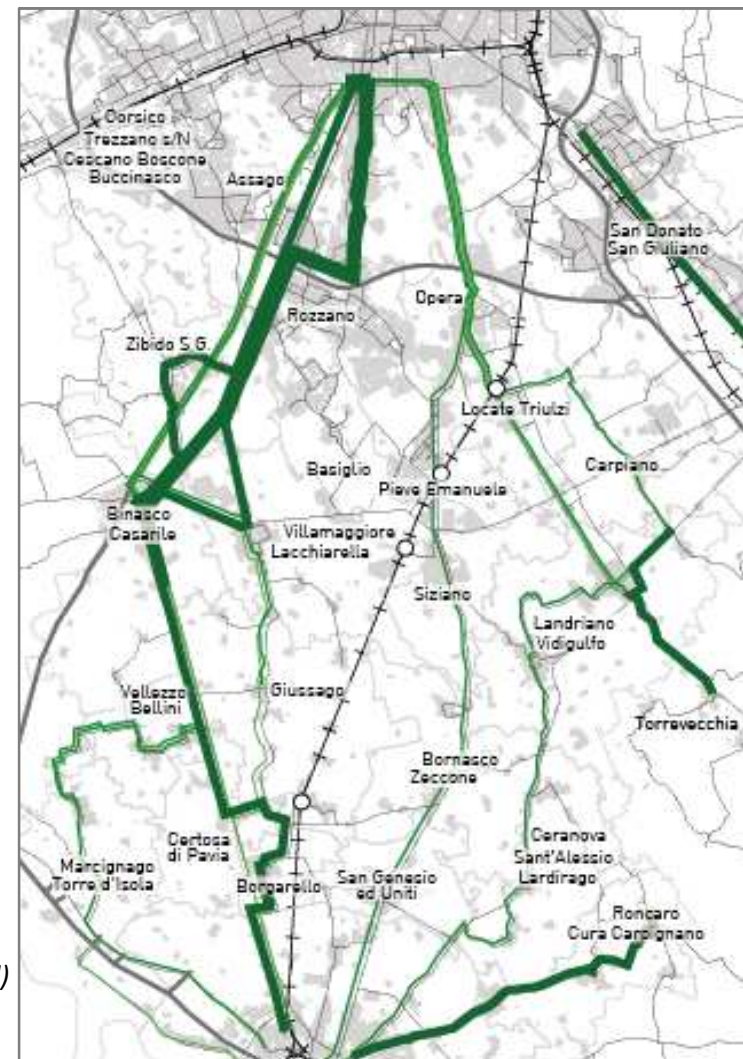 Corsico
Trezzano s/N
Cescano Boscone
Buccinasco
Assago
San Donato
San Giuliano
Opera
Rozzano
Zibido S.G.
Locate Triulzi
Basiglio
Carpiano
Pieve Emanuele
Binasco
Casarile
Villamaggiore
Lacchiarella
Siziano
Landriano
Vidigulfo
Vellezzo
Bellini
Giussago
Torrevecchia
Bornasco
Zeccone
Certosa
di Pavia
Ceranova
Sant'Alessio
Lardirago
Marcignago
Torre d'Isola
Borgarello
San Genesio
ed Uniti
Roncaro
Cura Carpignano
)